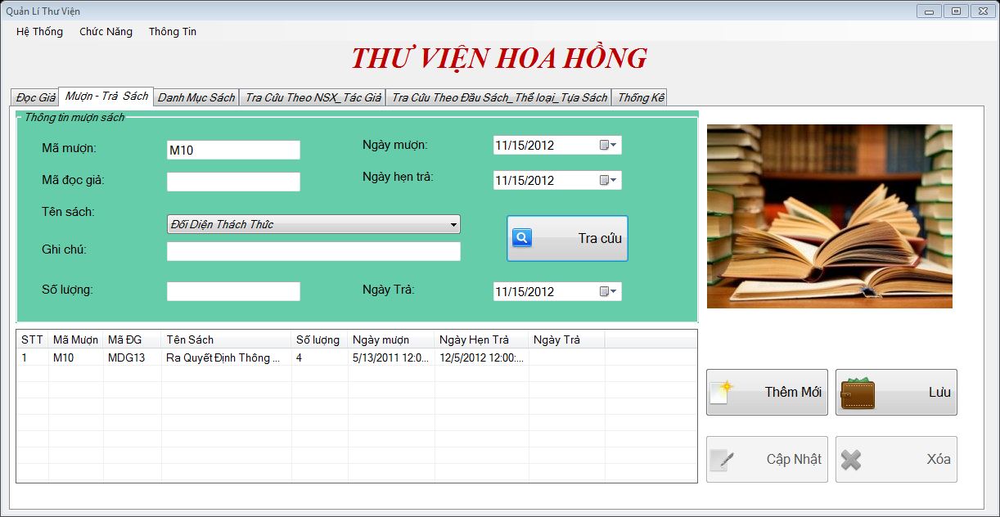 Quản Lí Thư Viện
Hệ Thống Chức Năng Thông Tin
THƯ VIỆN HOA HỒNG
Đọc Giả Mượn - Trả Sách Danh Mục Sách Tra Cứu Theo NSX_Tác Giả Tra Cứu Theo Đầu Sách_Thể loại_Tựa Sách Thống Kê
Thông tin mượn sách
Mã mượn: M10 Ngày mượn: 11/15/2012
Mã đọc giả: Ngày hẹn trả: 11/15/2012
Tên sách: Đối Diện Thách Thức
Tra cứu
Ghi chú:
Số lượng: Ngày Trả: 11/15/2012
STT Mã Mượn Mã ĐG Tên Sách Số lượng Ngày mượn Ngày Hẹn Trả Ngày Trả
1 M10 MDG13 Ra Quyết Định Thông ... 4 5/13/2011 12:0... 12/5/2012 12:00:...
Thêm Mới Lưu
Cập Nhật Xóa